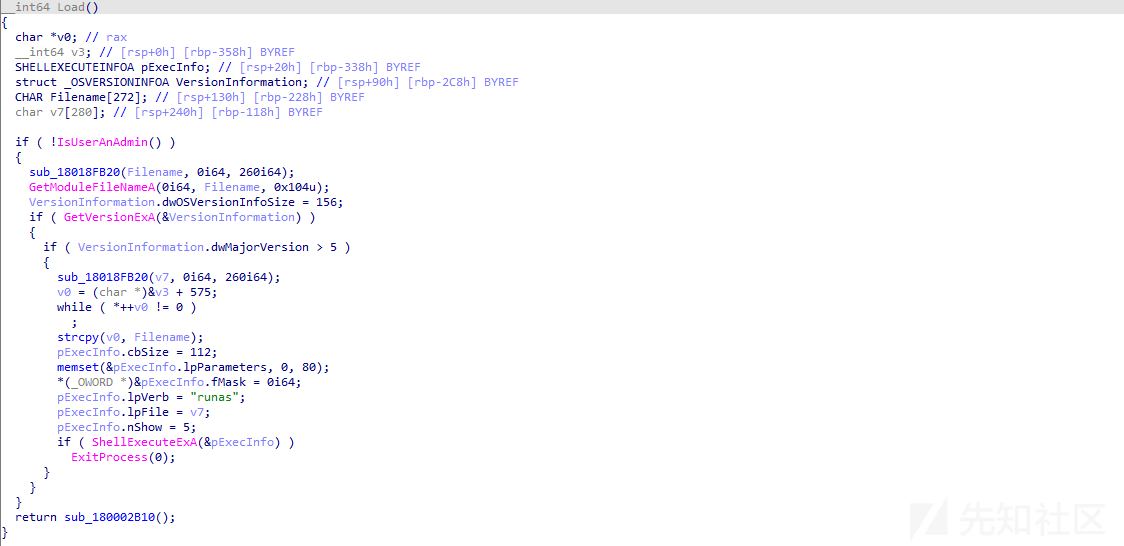 __int64 Load()
{
  char *v0; // rax
  __int64 v3; // [rsp+0h] [rbp-358h] BYREF
  SHELLEXECUTEINFOA pExecInfo; // [rsp+20h] [rbp-338h] BYREF
  struct _OSVERSIONINFOA VersionInformation; // [rsp+90h] [rbp-2C8h] BYREF
  CHAR Filename[272]; // [rsp+130h] [rbp-228h] BYREF
  char v7[280]; // [rsp+240h] [rbp-118h] BYREF

  if ( !IsUserAnAdmin() )
  {
    sub_18018FB20(Filename, 0i64, 260i64);
    GetModuleFileNameA(0i64, Filename, 0x104u);
    VersionInformation.dwOSVersionInfoSize = 156;
    if ( GetVersionExA(&VersionInformation) )
    {
      if ( VersionInformation.dwMajorVersion > 5 )
      {
        sub_18018FB20(v7, 0i64, 260i64);
        v0 = (char *)&v3 + 575;
        while ( *++v0 != 0 )
          ;
        strcpy(v0, Filename);
        pExecInfo.cbSize = 112;
        memset(&pExecInfo.lpParameters, 0, 80);
        *(_OWORD *)&pExecInfo.fMask = 0i64;
        pExecInfo.lpVerb = "runas";
        pExecInfo.lpFile = v7;
        pExecInfo.nShow = 5;
        if ( ShellExecuteExA(&pExecInfo) )
          ExitProcess(0);
      }
    }
  }
  return sub_180002B10();
}
先知社区